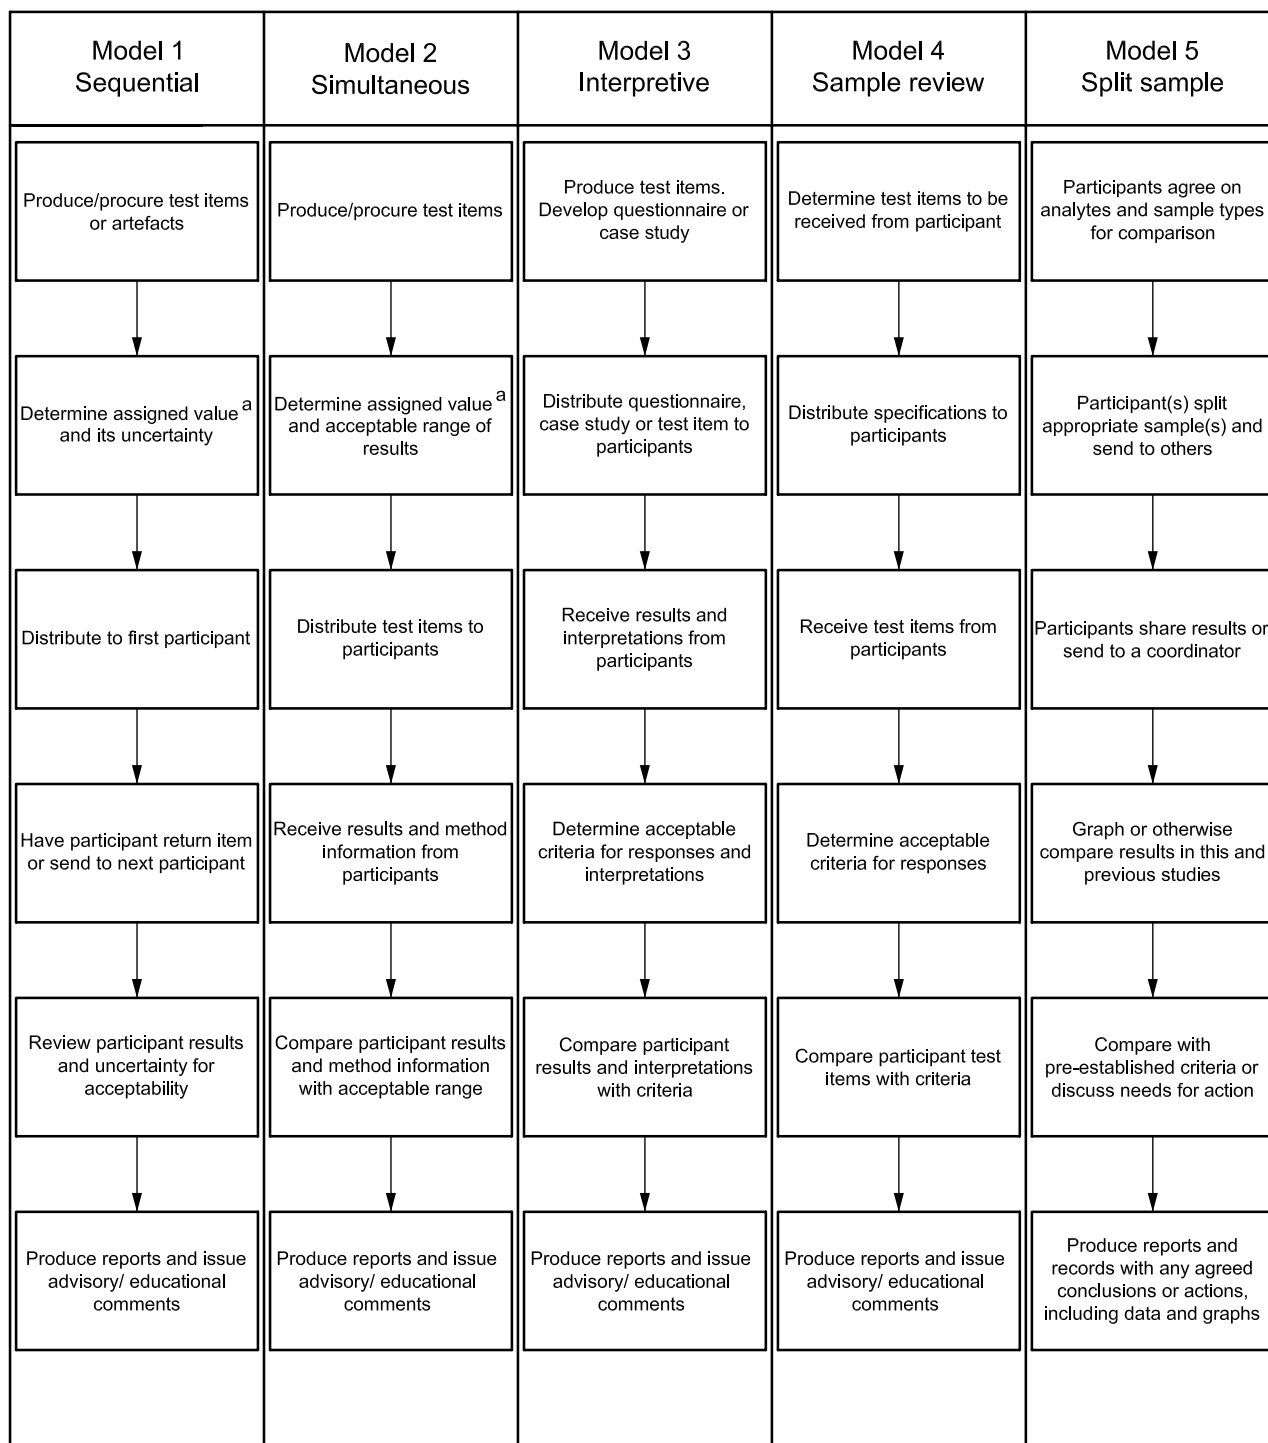 Model 1
Sequential
Model 2
Simultaneous
Model 3
Interpretive
Model 4
Sample review
Model 5
Split sample
Produce/procure test items
or artefacts
Produce/procure test items
Produce test items.
Develop questionnaire or
case study
Determine test items to be
received from participant
Participants agree on
analytes and sample types
for comparison
Determine assigned value a
and its uncertainty
Determine assigned value a
and acceptable range of
results
Distribute questionnaire,
case study or test item to
participants
Distribute specifications to
participants
Participant(s) split
appropriate sample(s) and
send to others
Distribute to first participant
Distribute test items to
participants
Receive results and
interpretations from
participants
Receive test items from
participants
Participants share results or
send to a coordinator
Have participant return item
or send to next participant
Receive results and method
information from
participants
Determine acceptable
criteria for responses and
interpretations
Determine acceptable
criteria for responses
Graph or otherwise
compare results in this and
previous studies
Review participant results
and uncertainty for
acceptability
Compare participant results
and method information
with acceptable range
Compare participant
results and interpretations
with criteria
Compare participant test
items with criteria
Compare with
pre-established criteria or
discuss needs for action
Produce reports and issue
advisory/ educational
comments
Produce reports and issue
advisory/ educational
comments
Produce reports and issue
advisory/ educational
comments
Produce reports and issue
advisory/ educational
comments
Produce reports and
records with any agreed
conclusions or actions,
including data and graphs